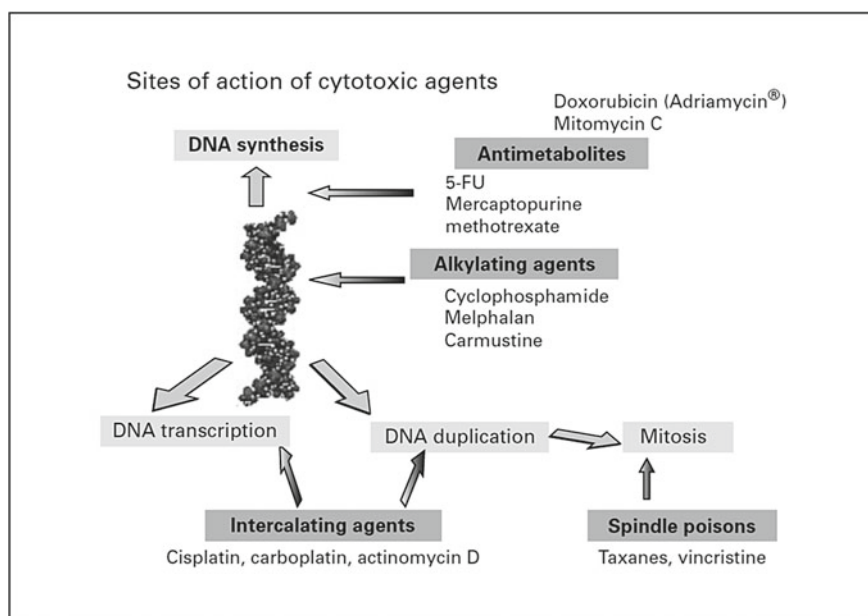 Sites of action of cytotoxic agents
Doxorubicin (Adriamycin®)
Mitomycin C
DNA synthesis
Antimetabolites
5-FU
Mercaptopurine
methotrexate
Alkylating agents
Cyclophosphamide
Melphalan
Carmustine
DNA transcription
DNA duplication
Mitosis
Intercalating agents
Cisplatin, carboplatin, actinomycin D
Spindle poisons
Taxanes, vincristine